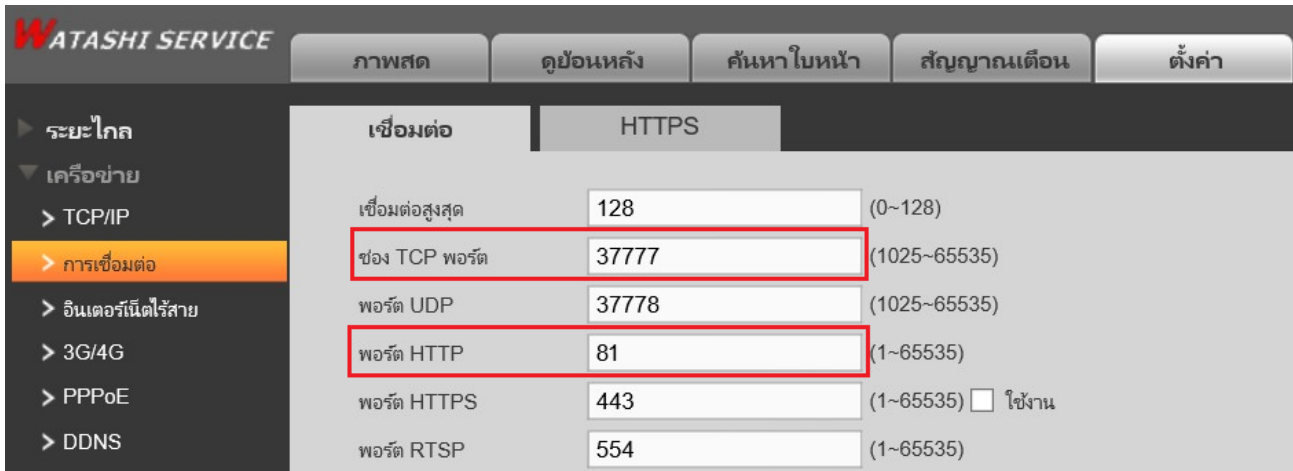 WATASHI SERVICE
ภาพสด ดูย้อนหลัง ค้นหาใบหน้า สัญญาณเตือน ตั้งค่า
ระยะไกล
เครือข่าย
TCP/IP
การเชื่อมต่อ
อินเตอร์เน็ตไร้สาย
3G/4G
PPPoE
DDNS
เชื่อมต่อ HTTPS
เชื่อมต่อสูงสุด 128 (0~128)
ช่อง TCP พอร์ต 37777 (1025~65535)
พอร์ต UDP 37778 (1025~65535)
พอร์ต HTTP 81 (1~65535)
พอร์ต HTTPS 443 (1~65535) ใช้งาน
พอร์ต RTSP 554 (1~65535)